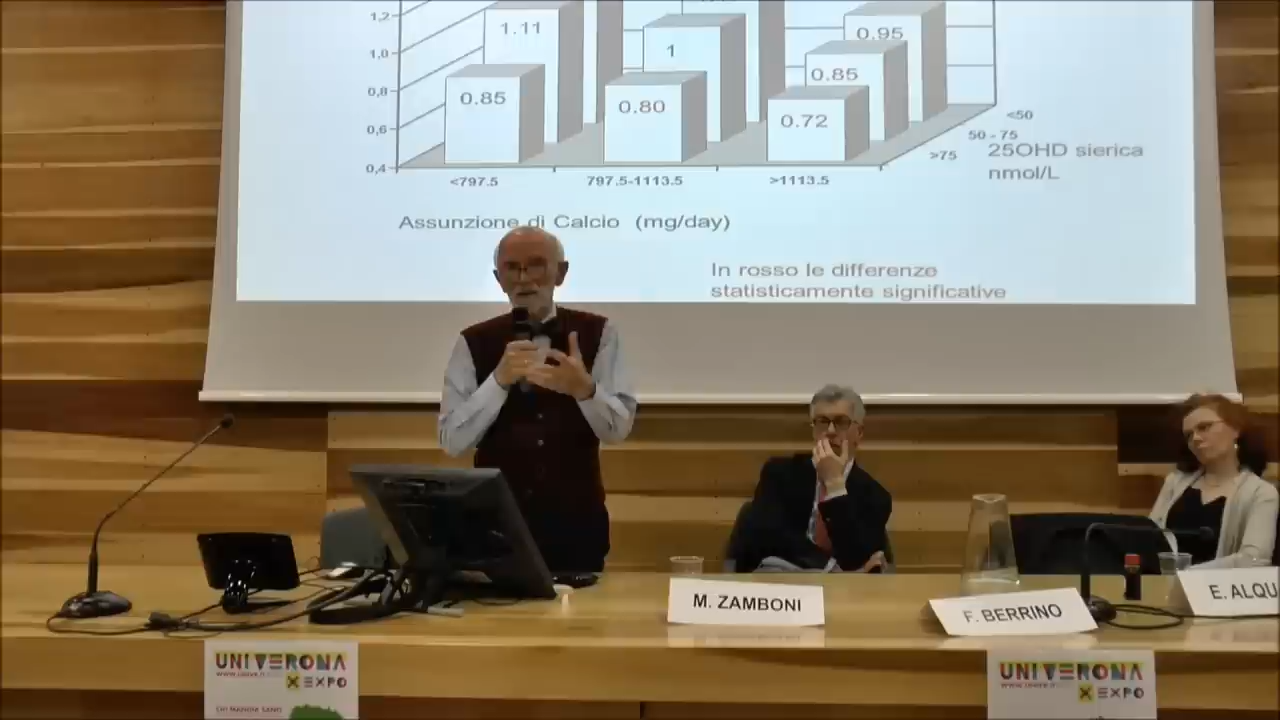 1,2
1,0
0,8
0,6
0,4
1.11
1
0.95
0.85
0.85
0.80
0.72
<797.5
797.5-1113.5
>1113.5
<50
50 - 75
>75
25OHD sierica
nmol/L
Assunzione di Calcio (mg/day)
In rosso le differenze
statisticamente significative
M. ZAMBONI
F. BERRINO
E. ALQU
UNIVERONA
X EXPO
UNIVERONA
X EXPO